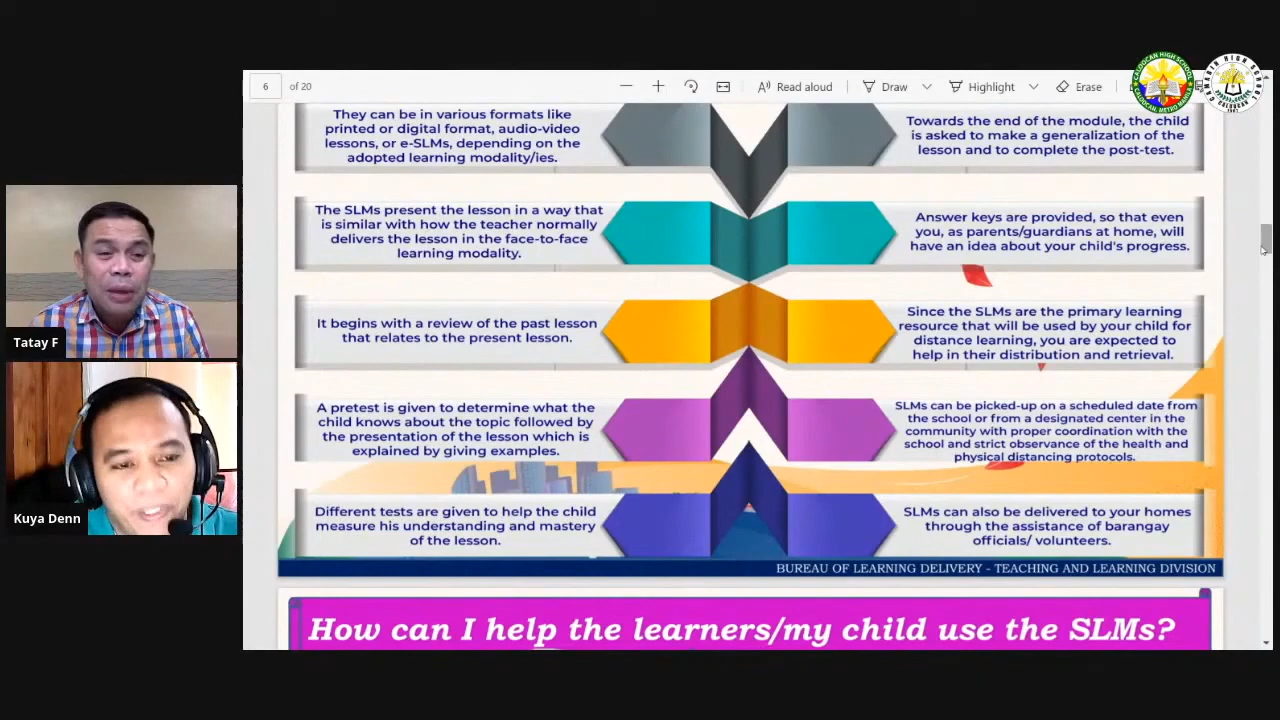 6 of 20
Read aloud
Draw
Highlight
Erase
They can be in various formats like
printed or digital format, audio-video
lessons, or e-SLMs, depending on the
adopted learning modality/ies.
Towards the end of the module, the child
is asked to make a generalization of the
lesson and to complete the post-test.
The SLMs present the lesson in a way that
is similar with how the teacher normally
delivers the lesson in the face-to-face
learning modality.
Answer keys are provided, so that even
you, as parents/guardians at home, will
have an idea about your child's progress.
It begins with a review of the past lesson
that relates to the present lesson.
Since the SLMs are the primary learning
resource that will be used by your child for
distance learning, you are expected to
help in their distribution and retrieval.
A pretest is given to determine what the
child knows about the topic followed by
the presentation of the lesson which is
explained by giving examples.
SLMs can be picked-up on a scheduled date from
the school or from a designated center in the
community with proper coordination with the
school and strict observance of the health and
physical distancing protocols.
Different tests are given to help the child
measure his understanding and mastery
of the lesson.
SLMs can also be delivered to your homes
through the assistance of barangay
officials/ volunteers.
BUREAU OF LEARNING DELIVERY - TEACHING AND LEARNING DIVISION
How can I help the learners/my child use the SLMs?
Tatay F
Kuya Denn
CALOOCAN HIGH SCHOOL